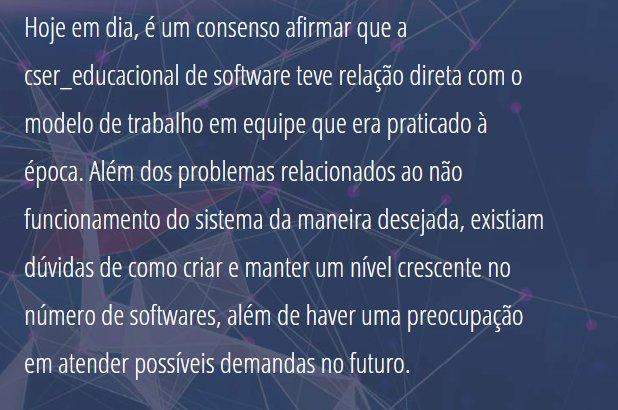 Hoje em dia, é um consenso afirmar que a
cser_educacional de software teve relação direta com o
modelo de trabalho em equipe que era praticado à
época. Além dos problemas relacionados ao não
funcionamento do sistema da maneira desejada, existiam
dúvidas de como criar e manter um nível crescente no
número de softwares, além de haver uma preocupação
em atender possíveis demandas no futuro.